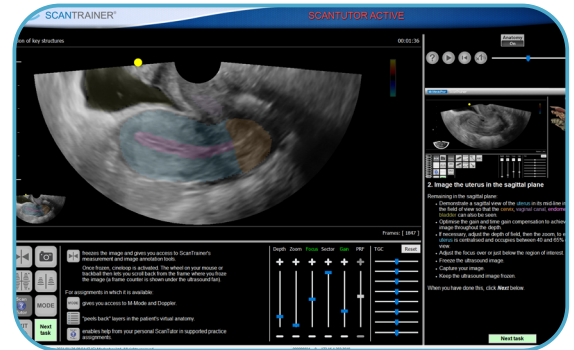 SCANTRAINER®
SCANTUTOR ACTIVE
on of key structures
00:01:36
Anatomy
On
Frames: [ 1847 ]
freezes the image and gives you access to ScanTrainer's
measurement and image annotation tools.
Once frozen, cineloop is activated. The wheel on your mouse or
trackball then lets you scroll back from the frame where you froze
the image (a frame counter is shown under the ultrasound fan).
For assignments in which it is available:
MODE gives you access to M-Mode and Doppler.
"peels back" layers in the patient's virtual anatomy.
enables help from your personal ScanTutor in supported practice
assignments.
Scan
Tutor
MODE
Next
task
Depth Zoom Focus Sector Gain PRF
TGC
Reset
2. Image the uterus in the sagittal plane
Remaining in the sagittal plane:
Demonstrate a sagittal view of the uterus in its mid-line in
the field of view so that the cervix, vaginal canal,
bladder can also be seen.
Optimise the gain and time gain compensation to achie
image throughout the depth.
If necessary, adjust the depth of field, then the zoom, to
uterus is centralised and occupies between 40 and 65%
view.
Adjust the focus over or just below the region of interest.
Freeze the ultrasound image.
Capture your image.
Keep the ultrasound image frozen.
When you have done this, click Next below.
Next task